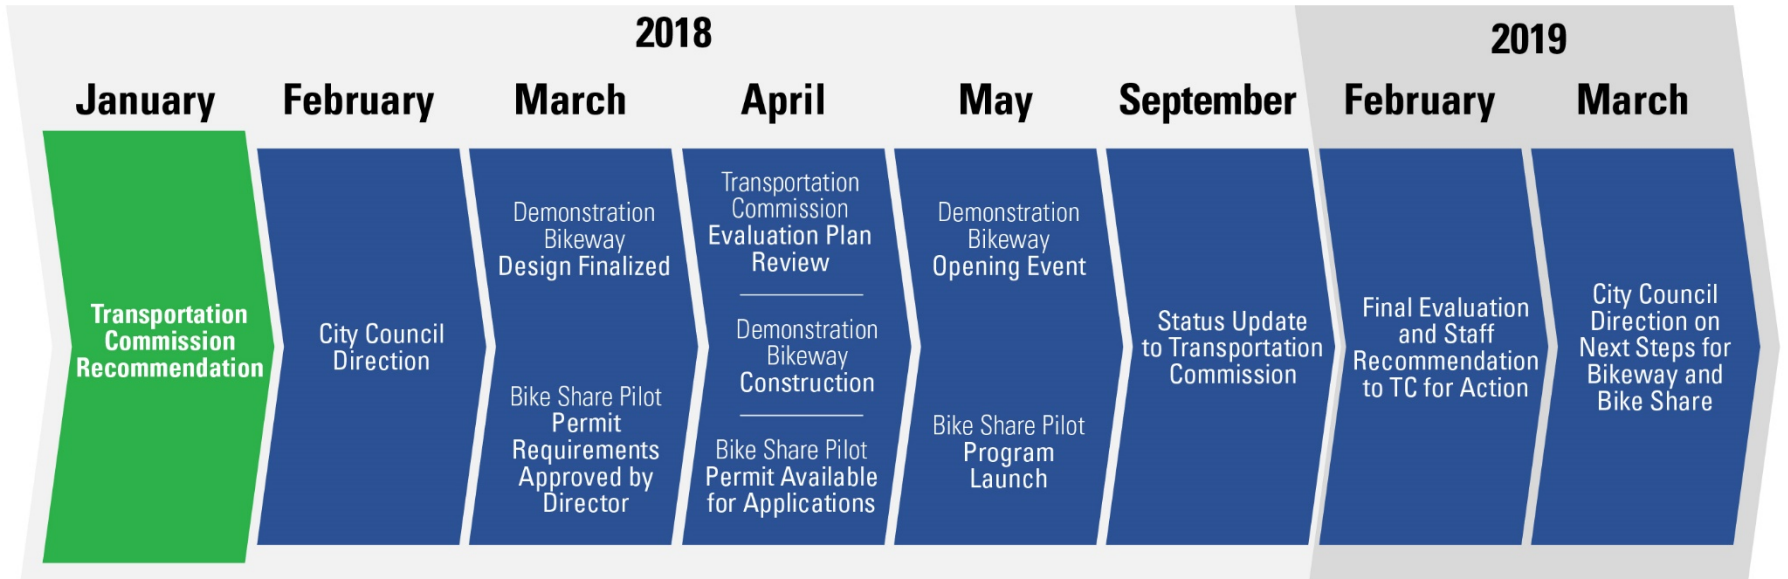 2018
2019
January
February
March
April
May
September
February
March
Transportation
Commission
Recommendation
City Council
Direction
Demonstration
Bikeway
Design Finalized
Bike Share Pilot
Permit
Requirements
Approved by
Director
Transportation
Commission
Evaluation Plan
Review
Demonstration
Bikeway
Construction
Bike Share Pilot
Permit Available
for Applications
Demonstration
Bikeway
Opening Event
Bike Share Pilot
Program
Launch
Status Update
to Transportation
Commission
Final Evaluation
and Staff
Recommendation
to TC for Action
City Council
Direction on
Next Steps for
Bikeway and
Bike Share